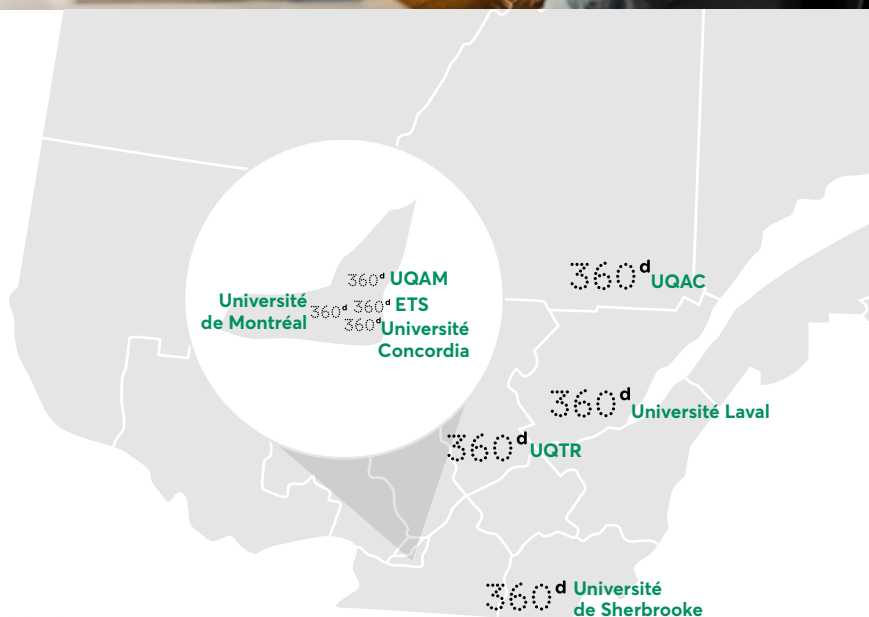 360ᵈ UQAM
Université
de Montréal
360ᵈ 360ᵈ ETS
360ᵈ Université
Concordia
360ᵈ UQAC
360ᵈ Université Laval
360ᵈ UQTR
360ᵈ Université
de Sherbrooke